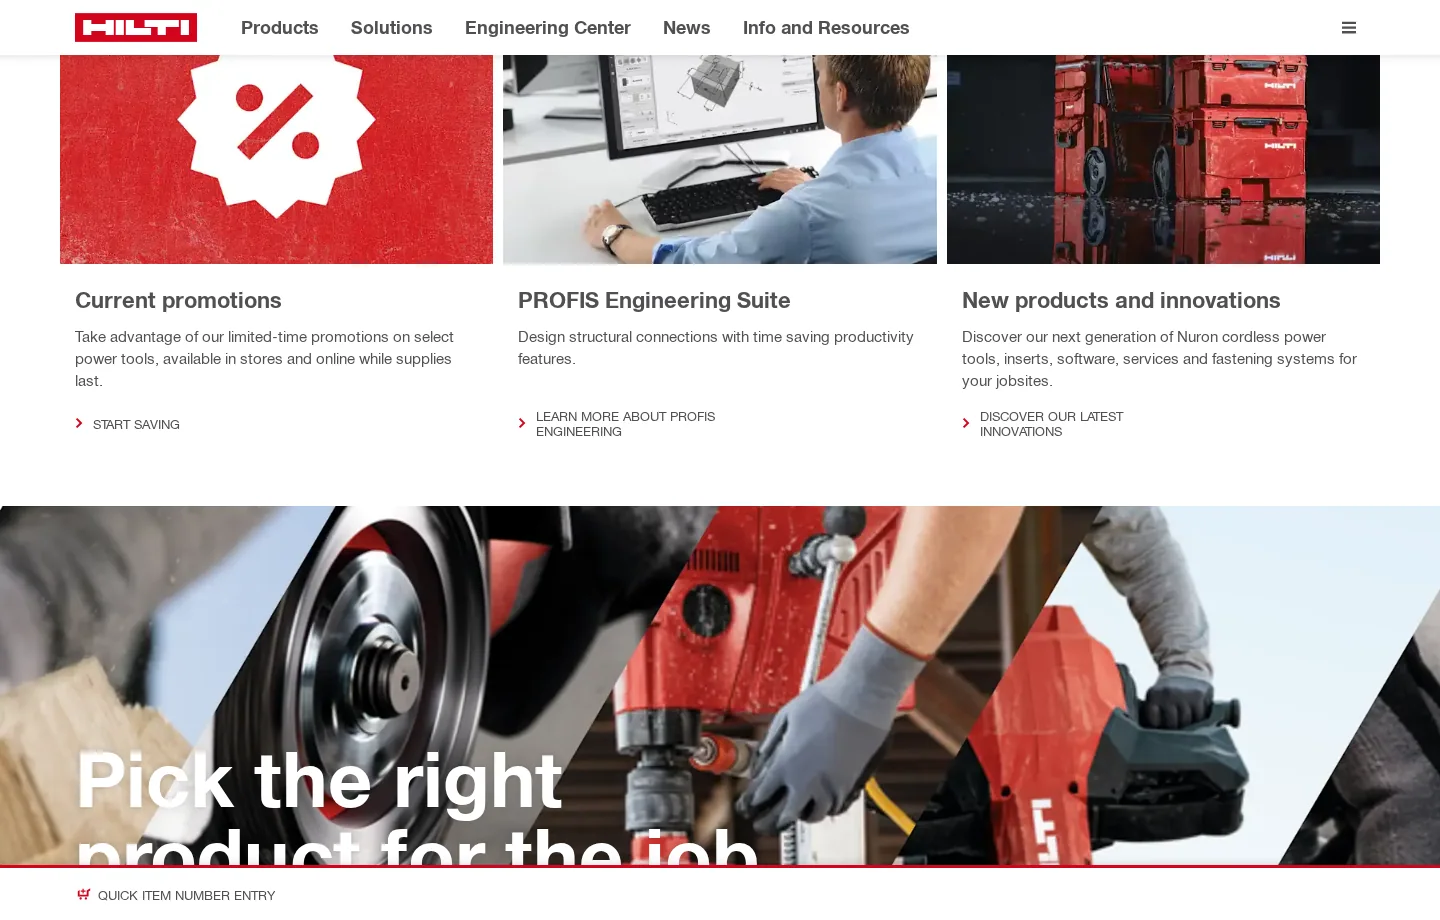 HILTI
Products
Solutions
Engineering Center
News
Info and Resources
HILTI
HILTI
HILTI
Current promotions
Take advantage of our limited-time promotions on select
power tools, available in stores and online while supplies
last.
START SAVING
PROFIS Engineering Suite
Design structural connections with time saving productivity
features.
LEARN MORE ABOUT PROFIS
ENGINEERING
New products and innovations
Discover our next generation of Nuron cordless power
tools, inserts, software, services and fastening systems for
your jobsites.
DISCOVER OUR LATEST
INNOVATIONS
Pick the right
product for the job
HILTI
QUICK ITEM NUMBER ENTRY